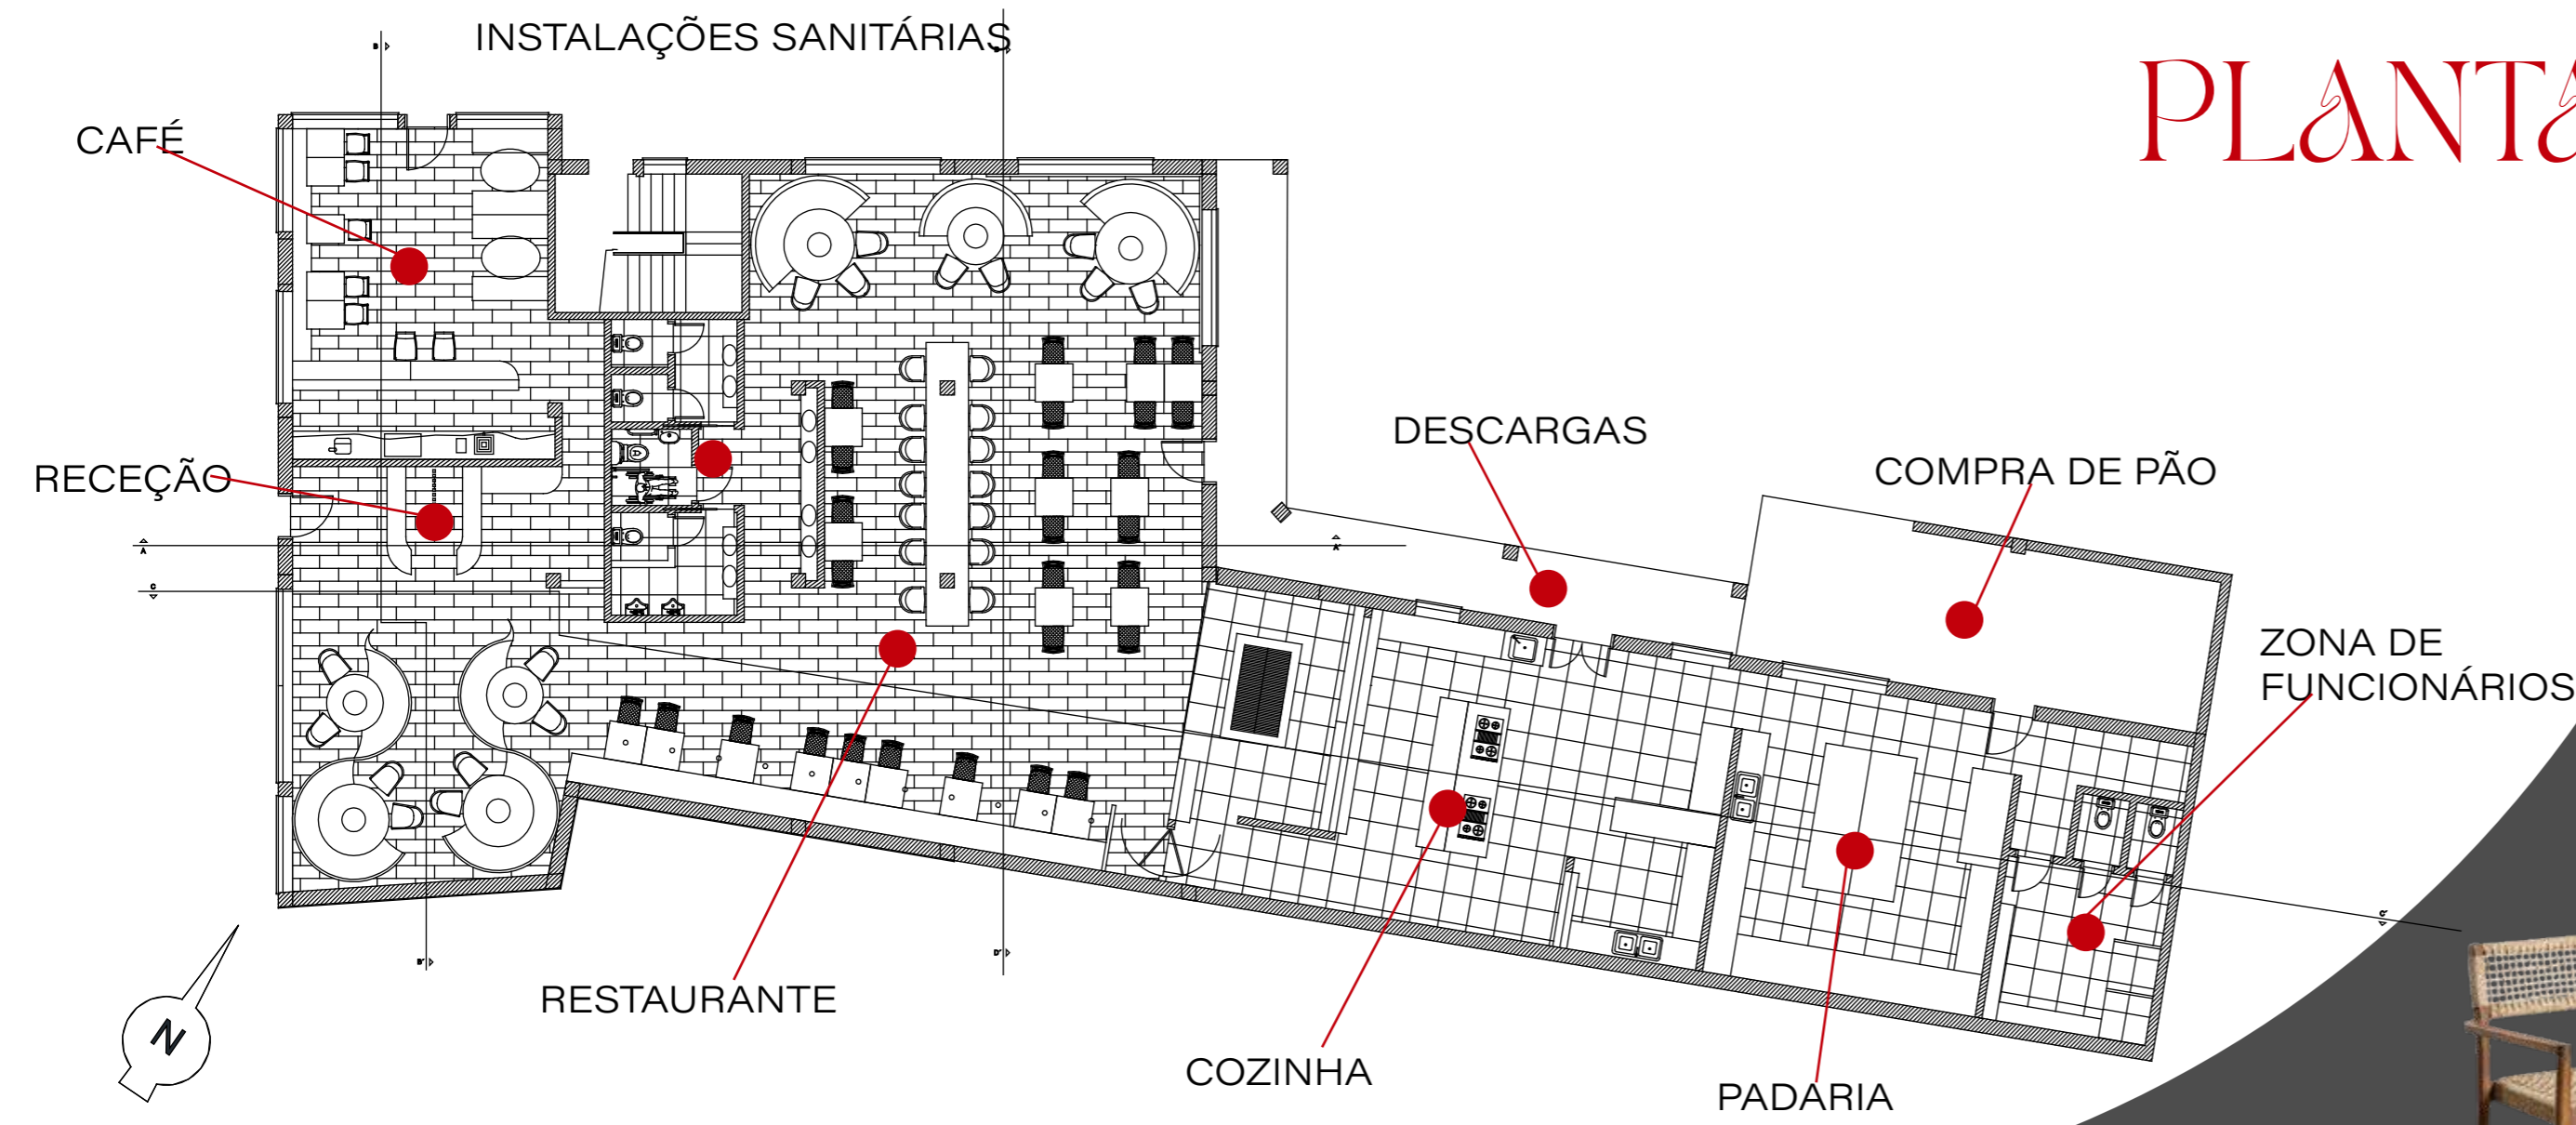 INSTALAÇÕES SANITÁRIAS
PLANTA
CAFÉ
RECEÇÃO
DESCARGAS
COMPRA DE PÃO
ZONA DE
FUNCIONÁRIOS
RESTAURANTE
COZINHA
PADARIA
N
A
A'
C
C'
B'
D'